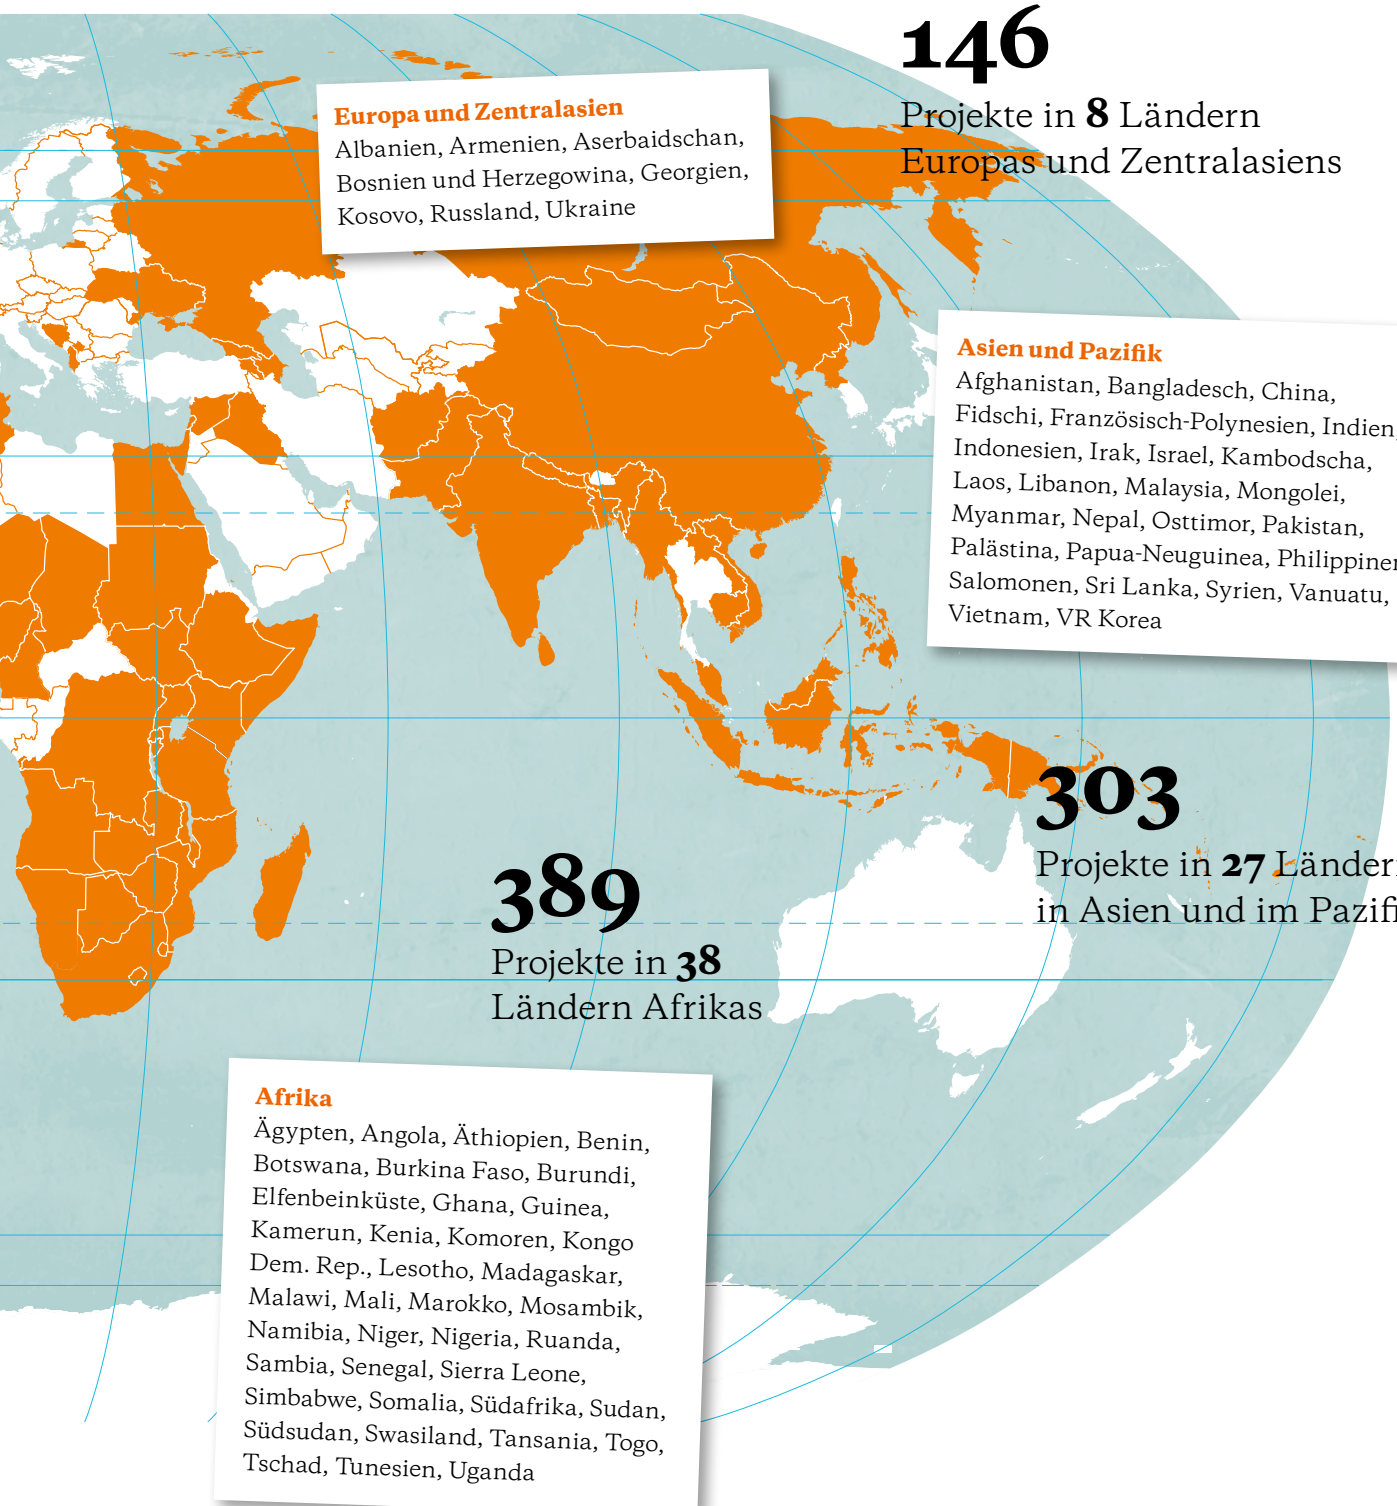 146
Projekte in 8 Ländern
Europas und Zentralasiens
Europa und Zentralasien
Albanien, Armenien, Aserbaidschan,
Bosnien und Herzegowina, Georgien,
Kosovo, Russland, Ukraine
Asien und Pazifik
Afghanistan, Bangladesch, China,
Fidschi, Französisch-Polynesien, Indien,
Indonesien, Irak, Israel, Kambodscha,
Laos, Libanon, Malaysia, Mongolei,
Myanmar, Nepal, Osttimor, Pakistan,
Palästina, Papua-Neuguinea, Philippinen
Salomonen, Sri Lanka, Syrien, Vanuatu,
Vietnam, VR Korea
303
Projekte in 27 Ländern
in Asien und im Pazifi
389
Projekte in 38
Ländern Afrikas
Afrika
Ägypten, Angola, Äthiopien, Benin,
Botswana, Burkina Faso, Burundi,
Elfenbeinküste, Ghana, Guinea,
Kamerun, Kenia, Komoren, Kongo
Dem. Rep., Lesotho, Madagaskar,
Malawi, Mali, Marokko, Mosambik,
Namibia, Niger, Nigeria, Ruanda,
Sambia, Senegal, Sierra Leone,
Simbabwe, Somalia, Südafrika, Sudan,
Südsudan, Swasiland, Tansania, Togo,
Tschad, Tunesien, Uganda